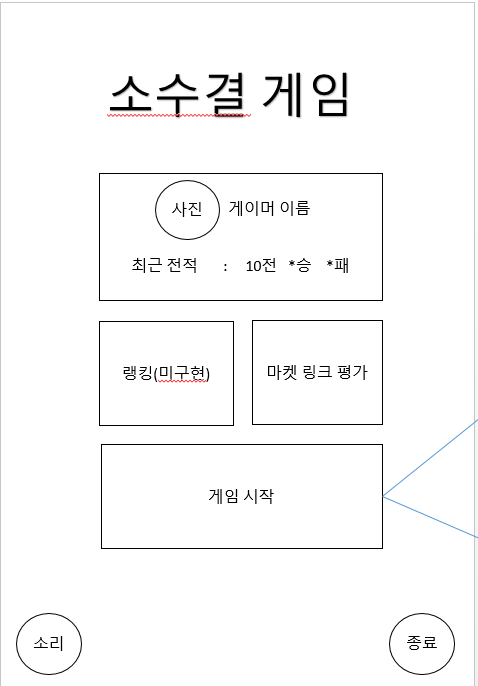 소수결 게임
사진 게이머 이름
최근 전적 : 10전 *승 *패
랭킹(미구현) 마켓 링크 평가
게임 시작
소리 종료